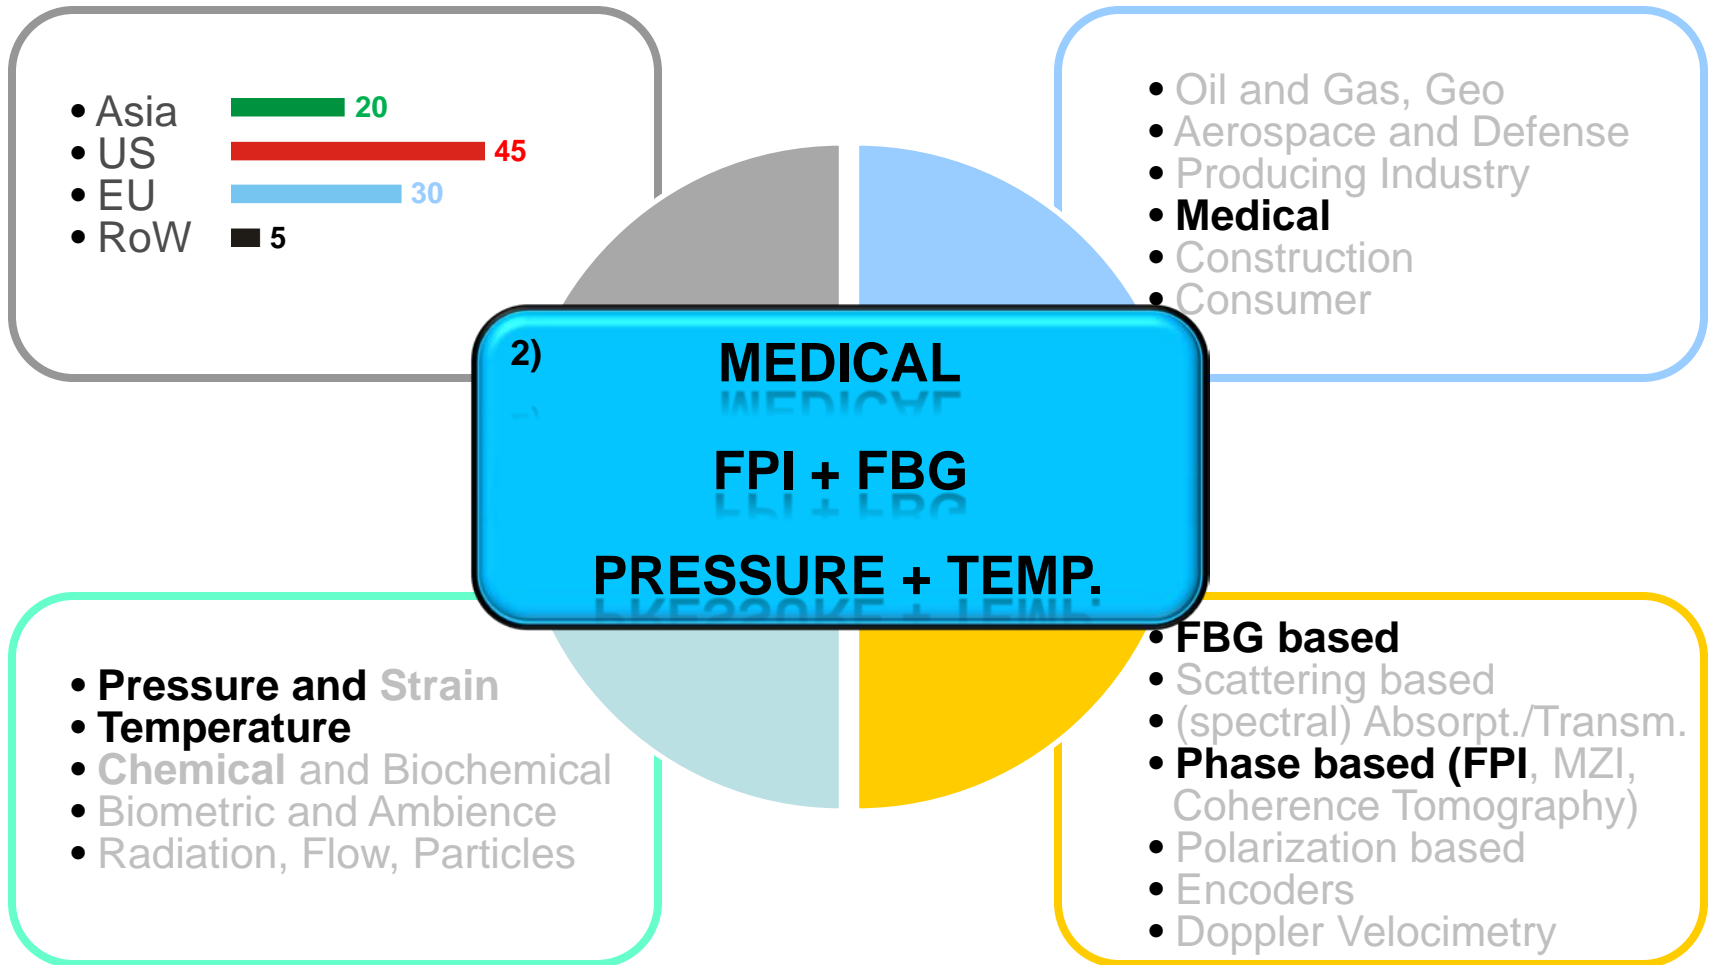 • Asia 20
• US 45
• EU 30
• RoW 5
• Oil and Gas, Geo
• Aerospace and Defense
• Producing Industry
• Medical
• Construction
• Consumer
2) MEDICAL
FPI + FBG
PRESSURE + TEMP.
• Pressure and Strain
• Temperature
• Chemical and Biochemical
• Biometric and Ambience
• Radiation, Flow, Particles
• FBG based
• Scattering based
• (spectral) Absorpt./Transm.
• Phase based (FPI, MZI,
Coherence Tomography)
• Polarization based
• Encoders
• Doppler Velocimetry